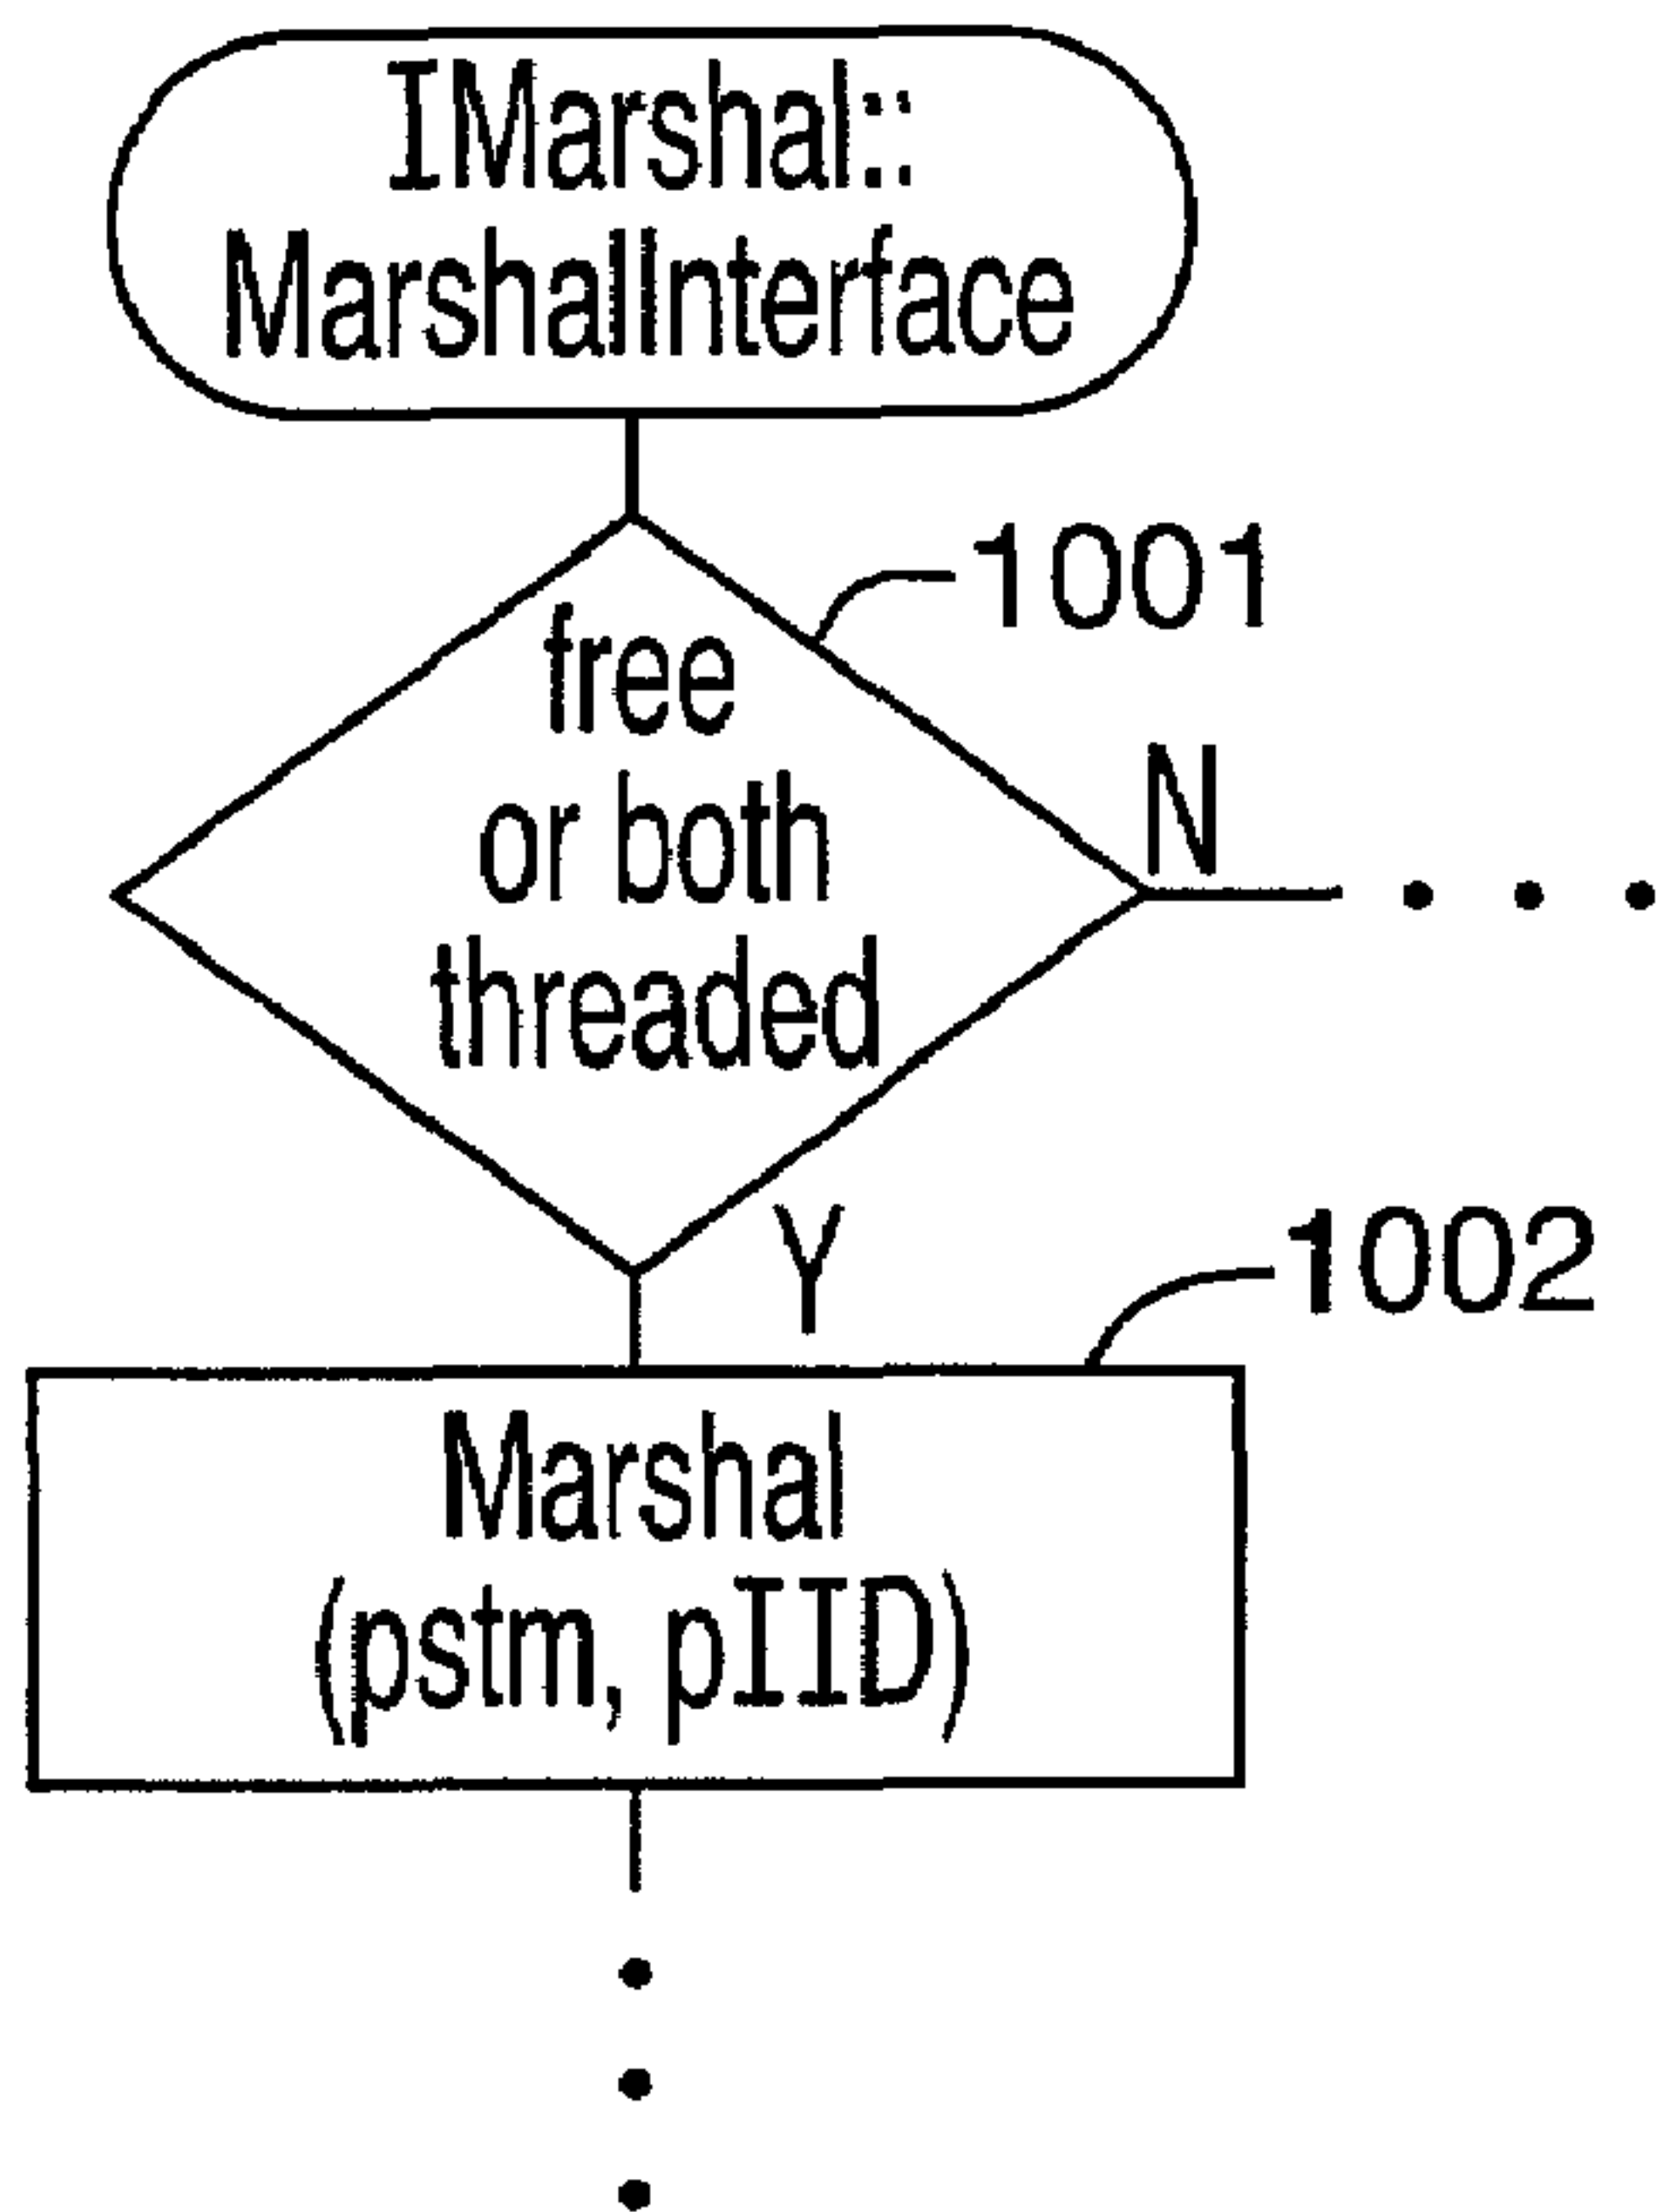 IMarshal::
MarshalInterface
1001
free
or both
threaded
N
Y
1002
Marshal
(pstm, pIID)